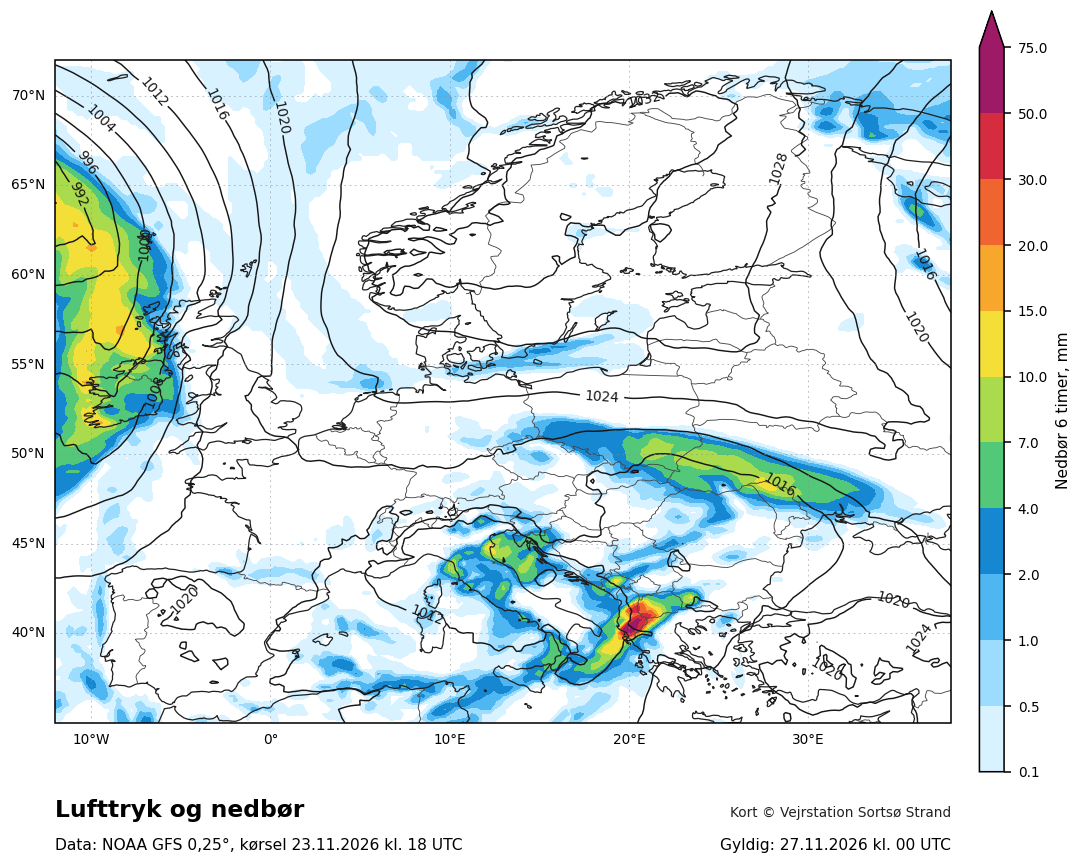 75.0
50.0
30.0
20.0
15.0
10.0
7.0
4.0
2.0
1.0
0.5
0.1
Nedbør 6 timer, mm
70°N
65°N
60°N
55°N
50°N
45°N
40°N
10°W
0°
10°E
20°E
30°E
1012
1016
1020
1004
996
992
1032
1028
1000
1016
1020
1008
1024
1016
1020
1012
1020
1024
1020
Lufttryk og nedbør
Kort © Vejrstation Sortsø Strand
Data: NOAA GFS 0,25°, kørsel 23.11.2026 kl. 18 UTC
Gyldig: 27.11.2026 kl. 00 UTC